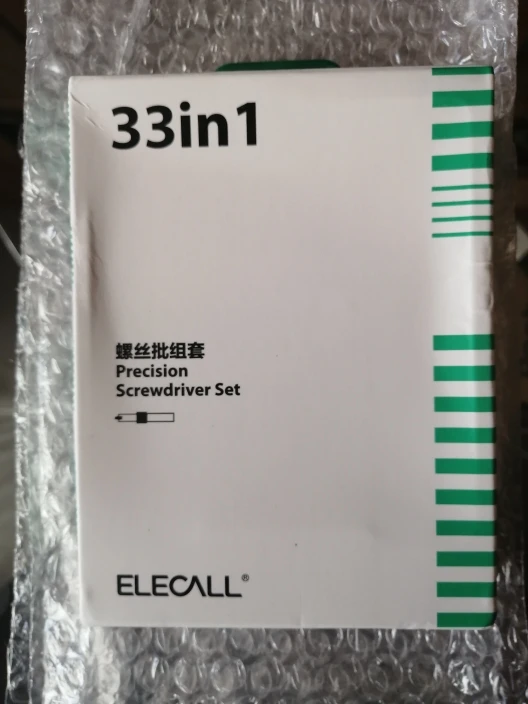 33in1
螺丝批组套
Precision
Screwdriver Set
ELECALL®